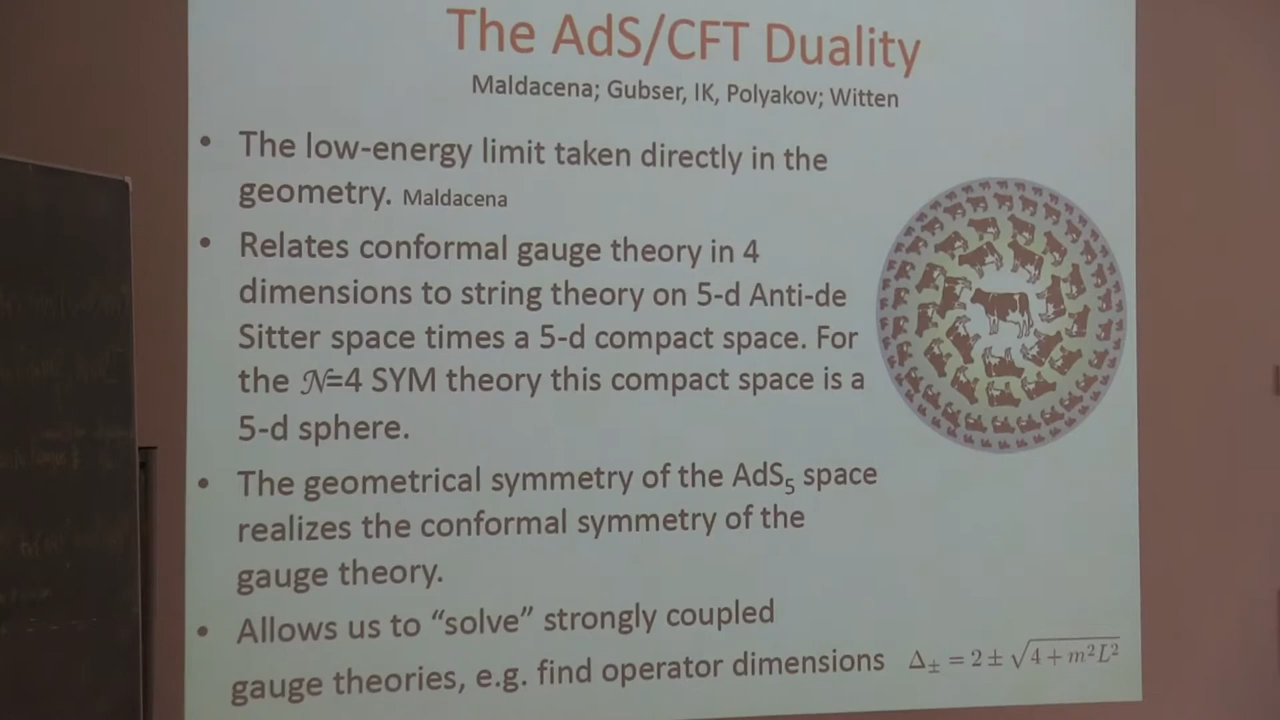 The AdS/CFT Duality
Maldacena; Gubser, IK, Polyakov; Witten
• The low-energy limit taken directly in the
geometry. Maldacena
• Relates conformal gauge theory in 4
dimensions to string theory on 5-d Anti-de
Sitter space times a 5-d compact space. For
the 𝒩=4 SYM theory this compact space is a
5-d sphere.
• The geometrical symmetry of the AdS₅ space
realizes the conformal symmetry of the
gauge theory.
• Allows us to “solve” strongly coupled
gauge theories, e.g. find operator dimensions Δ± = 2 ± √(4 + m²L²)